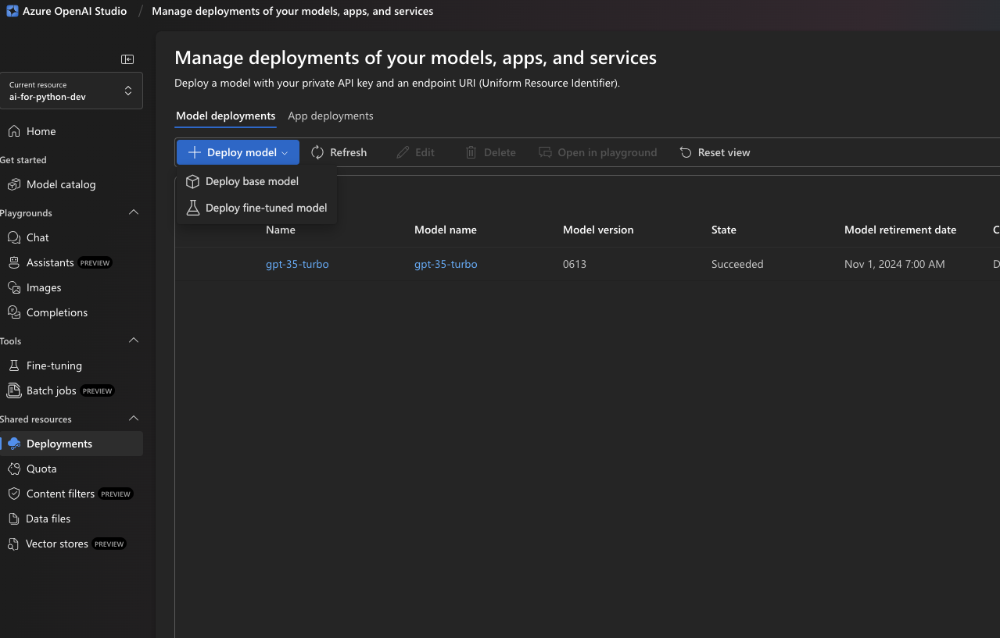 Azure OpenAI Studio / Manage deployments of your models, apps, and services
Current resource
ai-for-python-dev
Home
Get started
Model catalog
Playgrounds
Chat
Assistants PREVIEW
Images
Completions
Tools
Fine-tuning
Batch jobs PREVIEW
Shared resources
Deployments
Quota
Content filters PREVIEW
Data files
Vector stores PREVIEW
Manage deployments of your models, apps, and services
Deploy a model with your private API key and an endpoint URI (Uniform Resource Identifier).
Model deployments App deployments
Deploy model Refresh Edit Delete Open in playground Reset view
Deploy base model
Deploy fine-tuned model
Name Model name Model version State Model retirement date
gpt-35-turbo gpt-35-turbo 0613 Succeeded Nov 1, 2024 7:00 AM